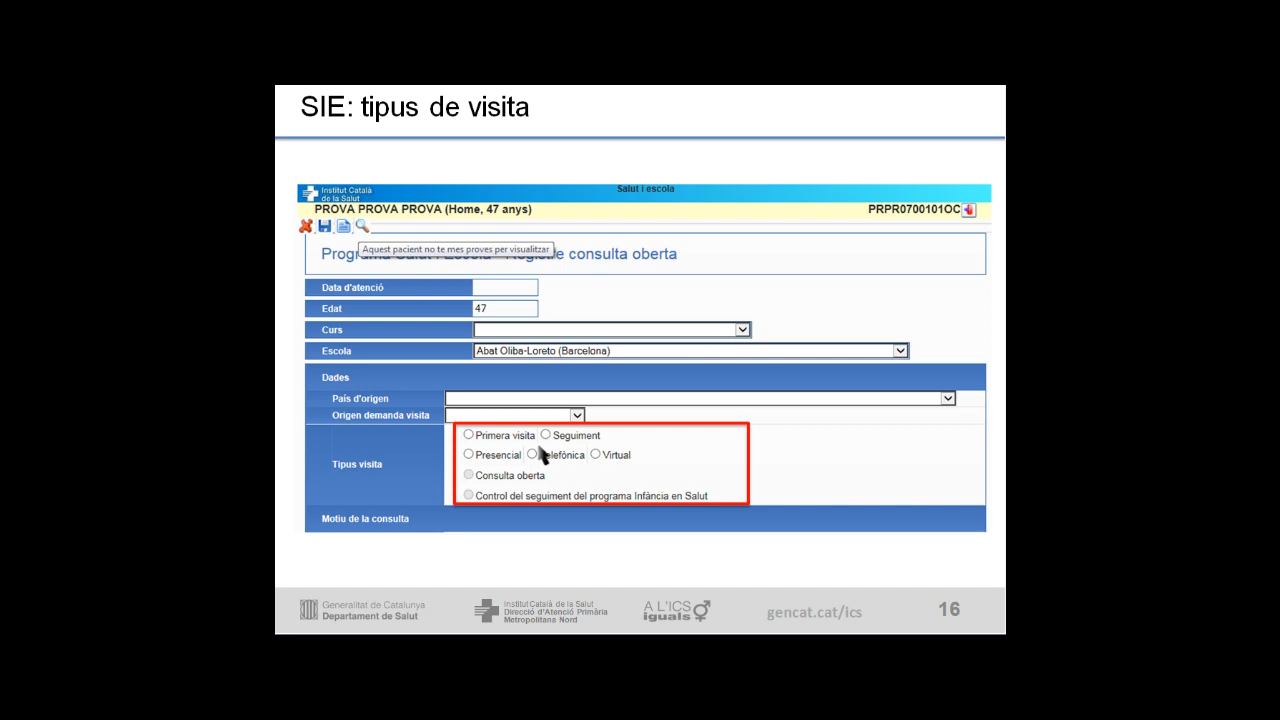 SIE: tipus de visita
Institut Català
de la Salut
Salut i escola
PROVA PROVA PROVA (Home, 47 anys)
PRPR0700101OC
Aquest pacient no te mes proves per visualitzar
consulta oberta
Data d'atenció
Edat
47
Curs
Escola
Abat Oliba-Loreto (Barcelona)
Dades
País d'origen
Origen demanda visita
Tipus visita
Primera visita
Seguiment
Presencial
Telefònica
Virtual
Consulta oberta
Control del seguiment del programa Infància en Salut
Motiu de la consulta
Generalitat de Catalunya
Departament de Salut
Institut Català de la Salut
Direcció d'Atenció Primària
Metropolitana Nord
A L'ICS
iguals
gencat.cat/ics
16